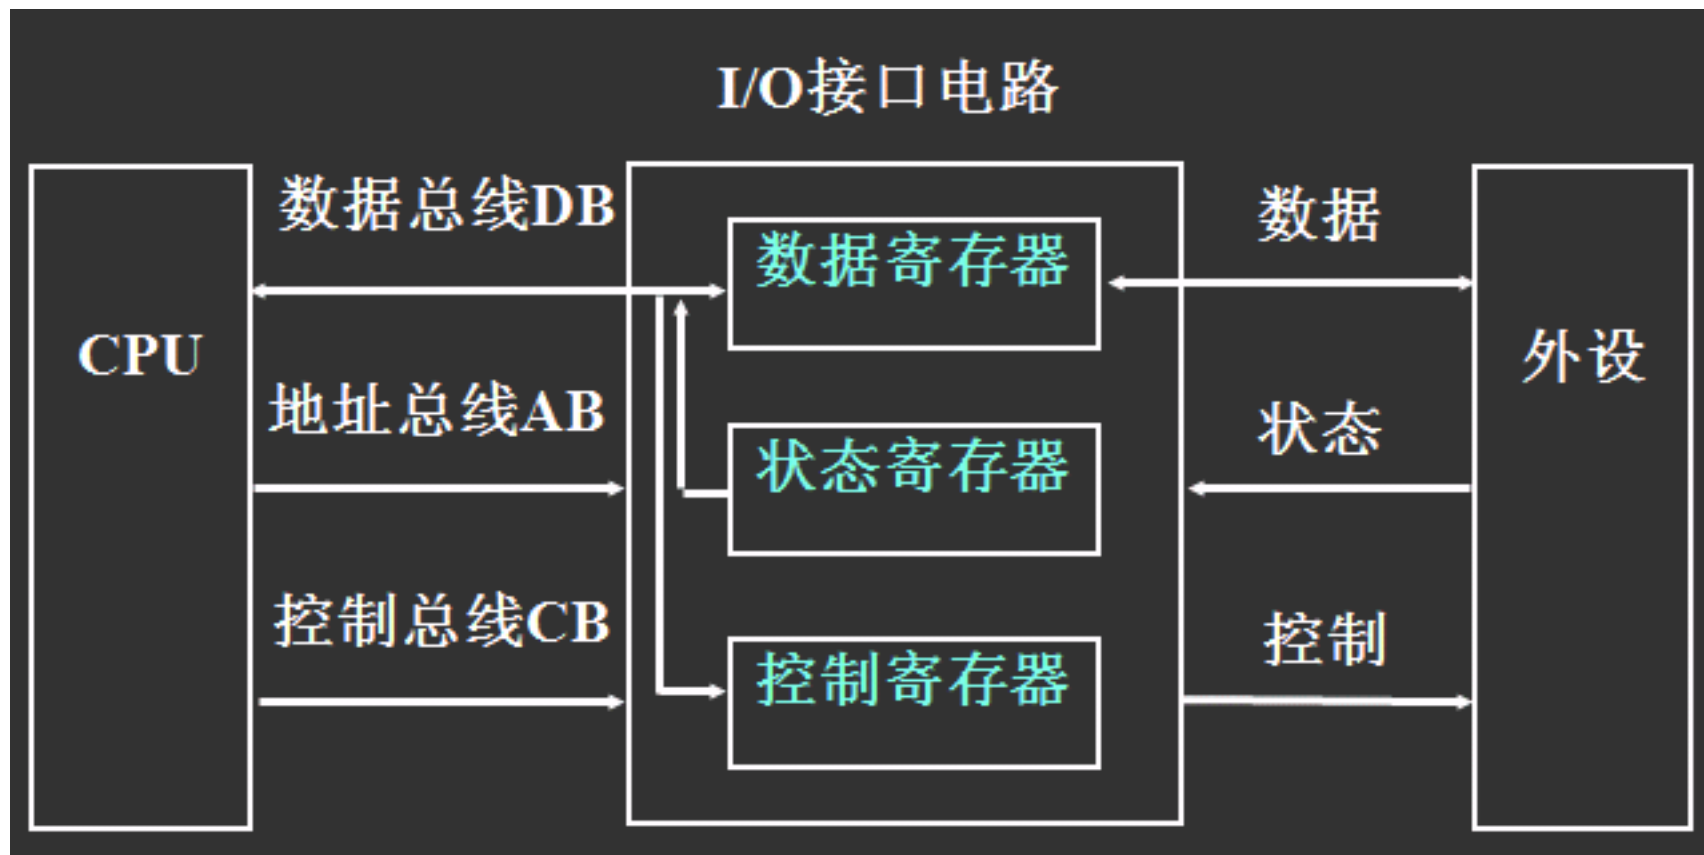 I/O接口电路
数据总线DB
数据
数据寄存器
CPU
外设
地址总线AB
状态
状态寄存器
控制总线CB
控制
控制寄存器